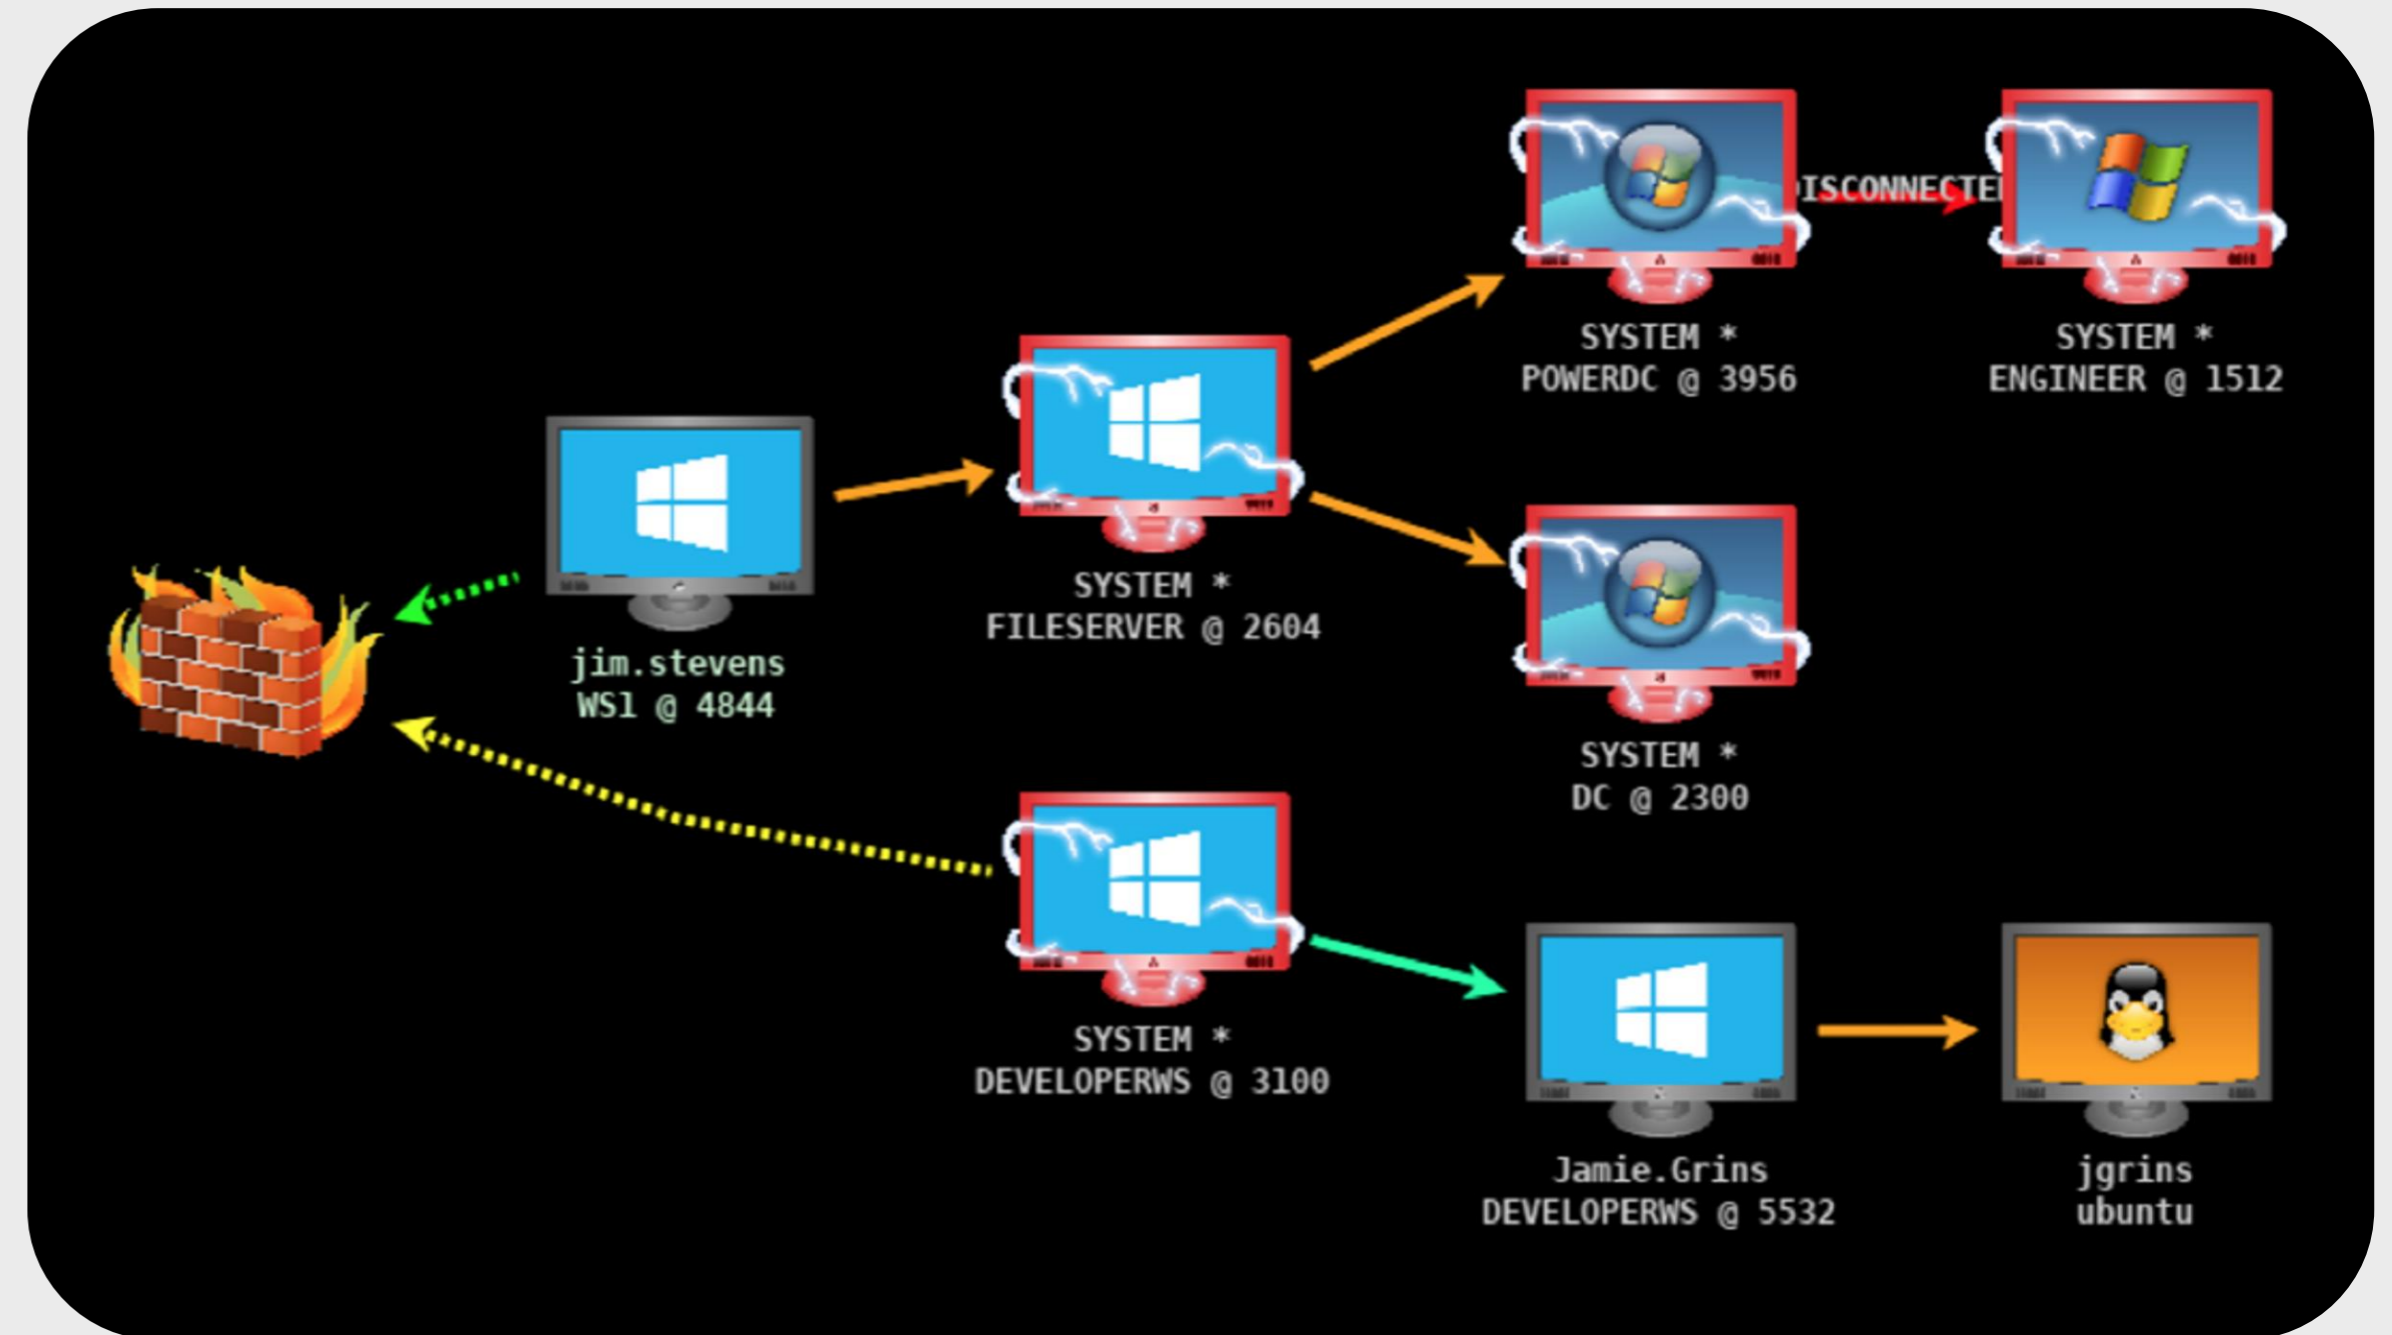 DISCONNECTED
SYSTEM *
POWERDC @ 3956
SYSTEM *
ENGINEER @ 1512
SYSTEM *
FILESERVER @ 2604
jim.stevens
WS1 @ 4844
SYSTEM *
DC @ 2300
SYSTEM *
DEVELOPERWS @ 3100
Jamie.Grins
DEVELOPERWS @ 5532
jgrins
ubuntu